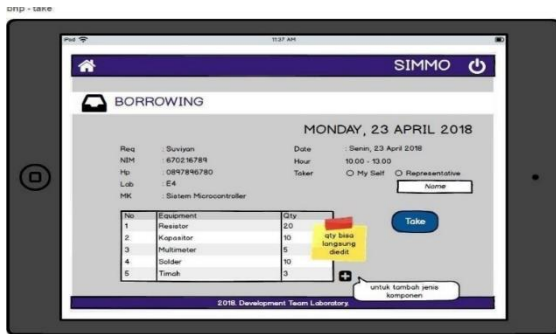 bhp - take
iPad
11:37 AM
SIMMO
BORROWING
MONDAY, 23 APRIL 2018
Req : Suviyan
Date : Senin, 23 April 2018
NIM : 670216789
Hour 10.00 - 13.00
Hp : 0897896780
Taker My Self Representative
Lab : E4
Name
MK : Sistem Microcontroller
Take
No Equipment Qty
1 Resistor 20
2 Kapasitor 10
3 Multimeter 5
4 Solder 10
5 Timah 3
qty bisa
langsung
diedit
untuk tambah jenis
komponen
2018. Development Team Laboratory.